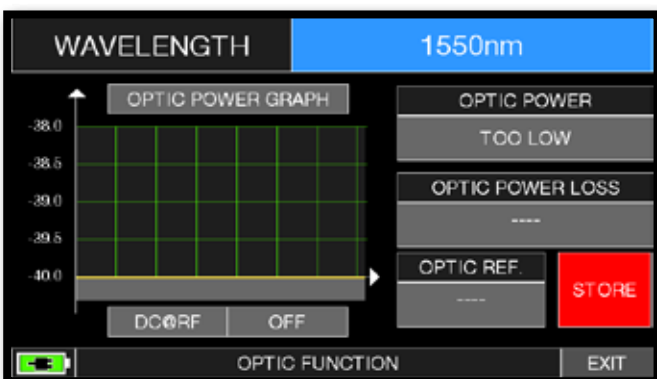 WAVELENGTH 1550nm
OPTIC POWER GRAPH
-38.0
-38.5
-39.0
-39.5
-40.0
DC@RF OFF
OPTIC POWER
TOO LOW
OPTIC POWER LOSS
----
OPTIC REF.
----
STORE
OPTIC FUNCTION EXIT